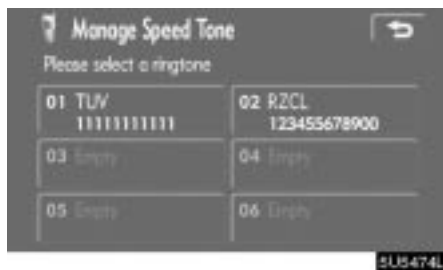 Manage Speed Tone
Please select a ringtone
01 TUV
11111111111
02 RZCL
123455678900
03 Empty
04 Empty
05 Empty
06 Empty
5U5474L